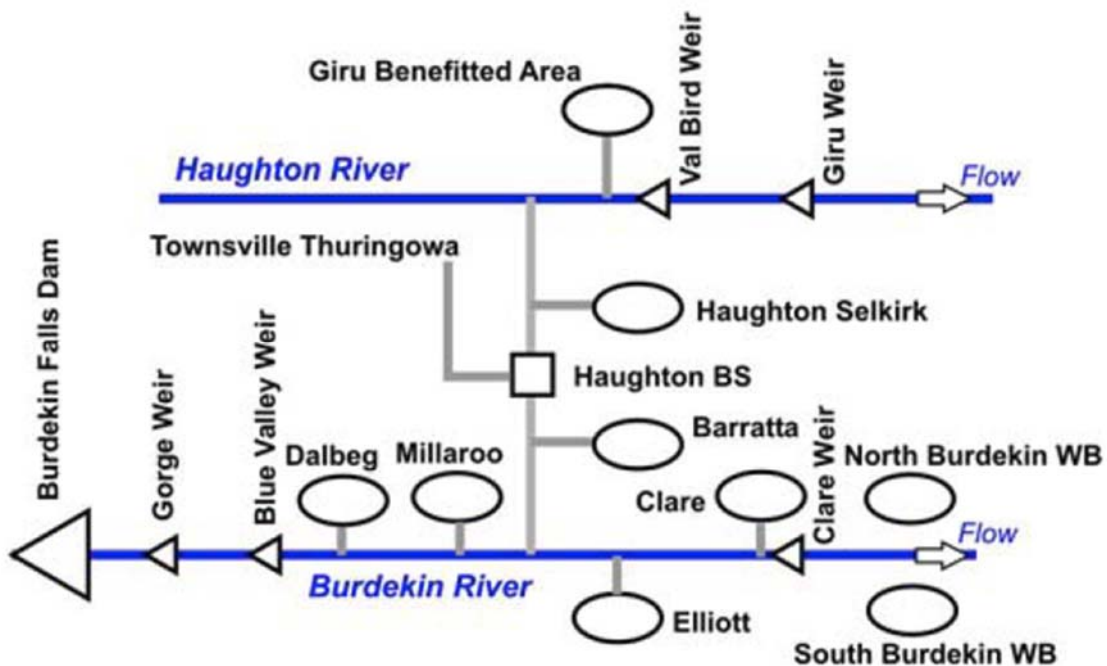 Giru Benefitted Area
Val Bird Weir
Giru Weir
Haughton River
Flow
Townsville Thuringowa
Haughton Selkirk
Burdekin Falls Dam
Gorge Weir
Blue Valley Weir
Haughton BS
Dalbeg
Millaroo
Barratta
Clare
Clare Weir
North Burdekin WB
Flow
Burdekin River
Elliott
South Burdekin WB